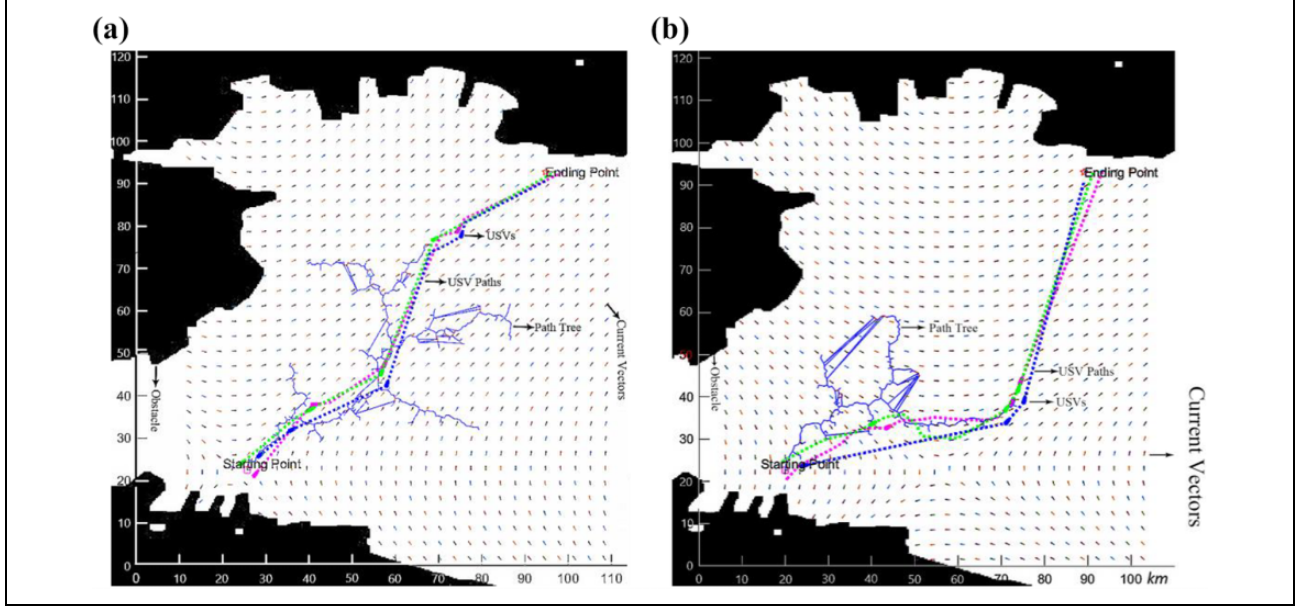 (a)
120
110
100
90
80
70
60
50
40
30
20
10
0
Ending Point
USVs
USV Paths
Path Tree
Current Vectors
Obstacle
Starting Point
0 10 20 30 40 50 60 70 80 90 100 110
(b)
120
110
100
90
80
70
60
50
40
30
20
10
0
Ending Point
Path Tree
USV Paths
USVs
Obstacle
Starting Point
Current Vectors
0 10 20 30 40 50 60 70 80 90 100 km